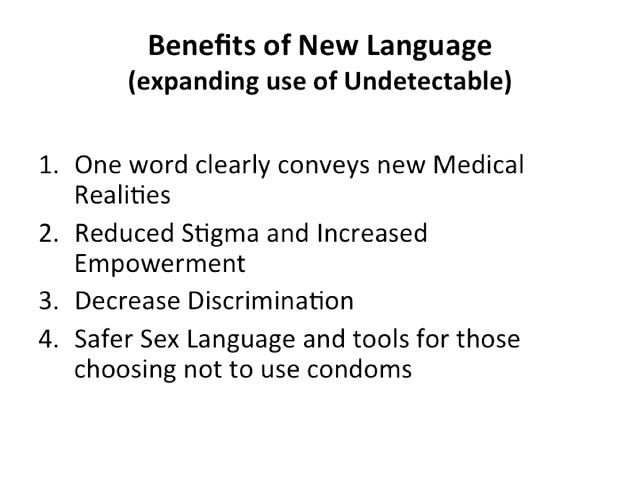 Benefits of New Language
(expanding use of Undetectable)
1. One word clearly conveys new Medical
Realities
2. Reduced Stigma and Increased
Empowerment
3. Decrease Discrimination
4. Safer Sex Language and tools for those
choosing not to use condoms